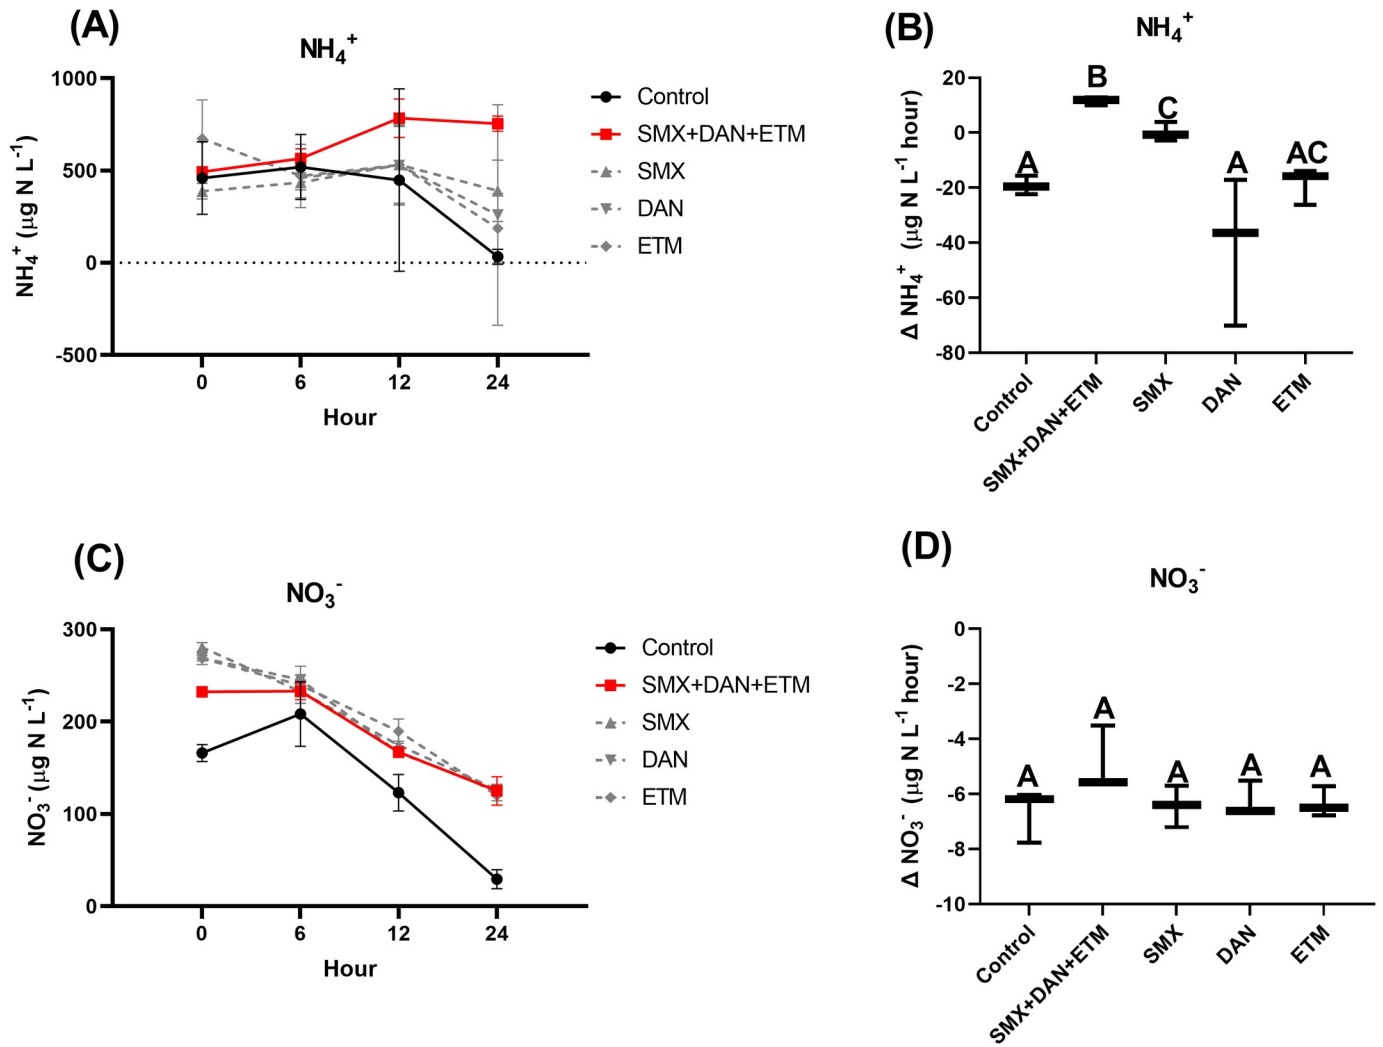 (A)
NH₄⁺
1000
500
0
-500
NH₄⁺ (µg N L⁻¹)
0 6 12 24
Hour
Control
SMX+DAN+ETM
SMX
DAN
ETM
(B)
NH₄⁺
20
0
-20
-40
-60
-80
Δ NH₄⁺ (µg N L⁻¹ hour)
A B C A AC
Control SMX+DAN+ETM SMX DAN ETM
(C)
NO₃⁻
300
200
100
0
NO₃⁻ (µg N L⁻¹)
0 6 12 24
Hour
Control
SMX+DAN+ETM
SMX
DAN
ETM
(D)
NO₃⁻
0
-2
-4
-6
-8
-10
Δ NO₃⁻ (µg N L⁻¹ hour)
A A A A A
Control SMX+DAN+ETM SMX DAN ETM